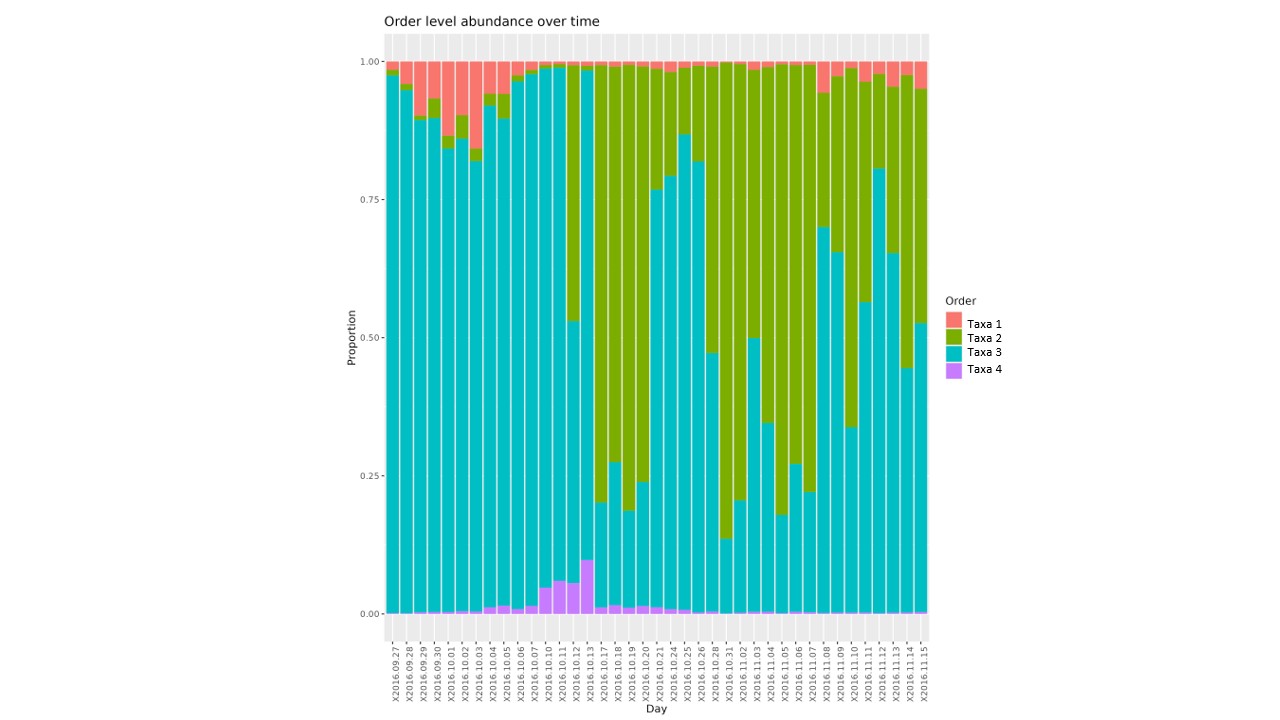 Order level abundance over time
1.00
0.75
0.50
0.25
0.00
Proportion
X2016.09.27
X2016.09.28
X2016.09.29
X2016.09.30
X2016.10.01
X2016.10.02
X2016.10.03
X2016.10.04
X2016.10.05
X2016.10.06
X2016.10.07
X2016.10.10
X2016.10.11
X2016.10.12
X2016.10.13
X2016.10.17
X2016.10.18
X2016.10.19
X2016.10.20
X2016.10.21
X2016.10.24
X2016.10.25
X2016.10.26
X2016.10.28
X2016.10.31
X2016.11.02
X2016.11.03
X2016.11.04
X2016.11.05
X2016.11.06
X2016.11.07
X2016.11.08
X2016.11.09
X2016.11.10
X2016.11.11
X2016.11.12
X2016.11.13
X2016.11.14
X2016.11.15
Day
Order
Taxa 1
Taxa 2
Taxa 3
Taxa 4